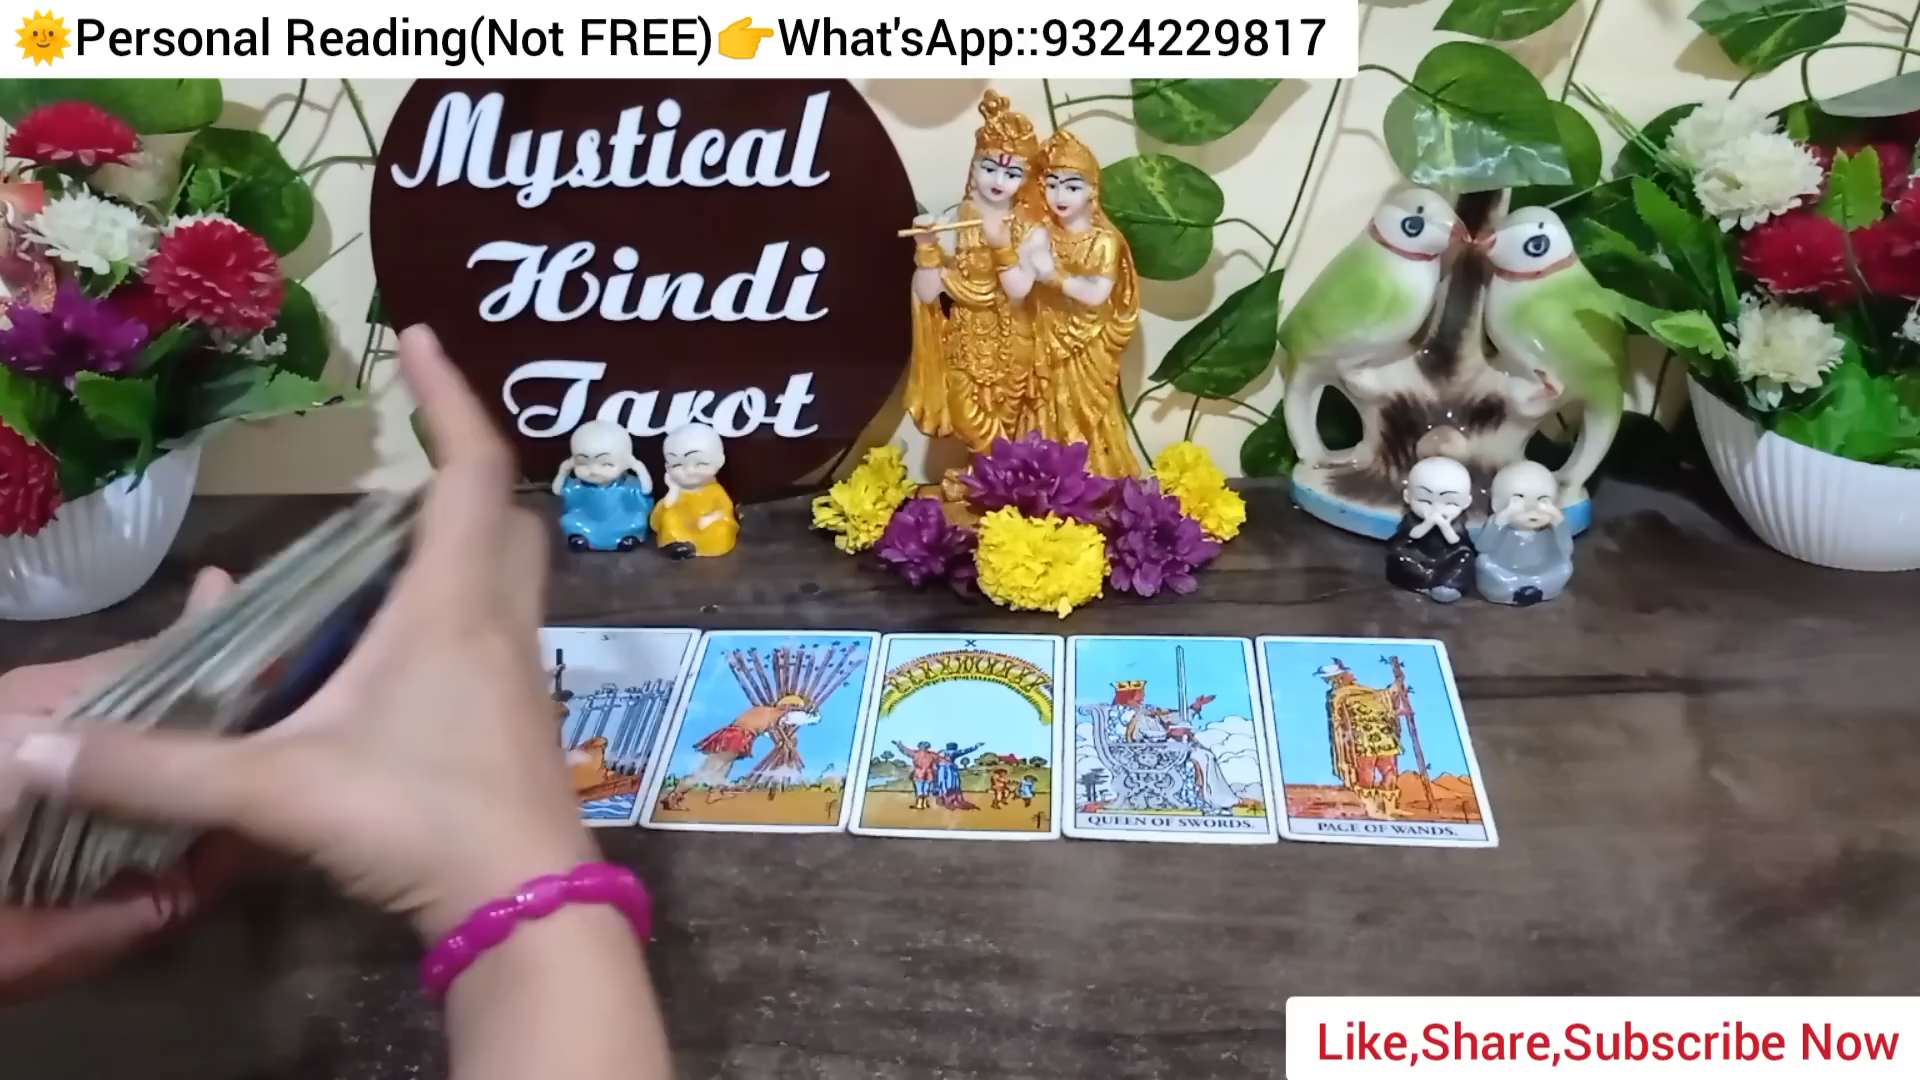 🌞Personal Reading(Not FREE)👉What'sApp::9324229817
Mystical
Hindi
Tarot
X
QUEEN OF SWORDS.
PAGE OF WANDS.
Like,Share,Subscribe Now